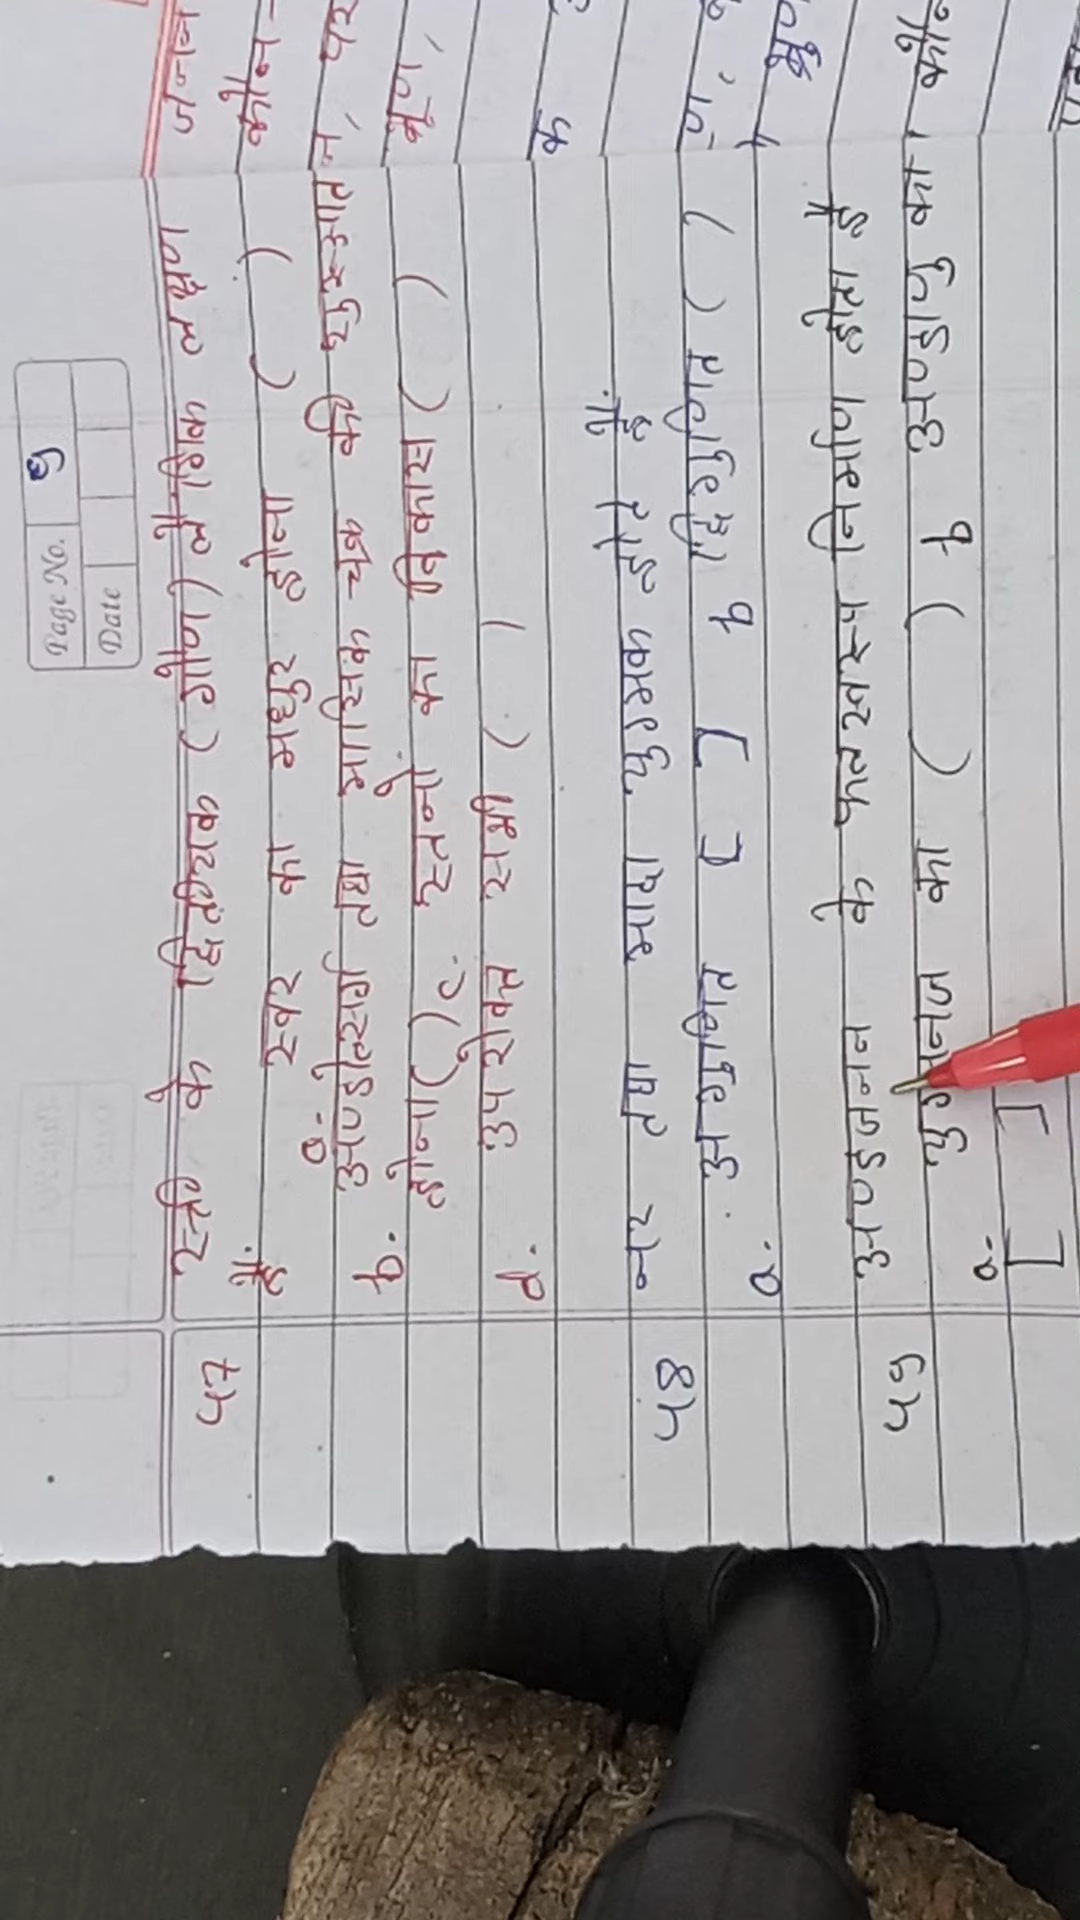 Page No. 9
Date
47 स्त्री के द्वितीयक (गौण) लैंगिक लक्षण
हैं.
a. स्वर का मधुर होना ( )
b. अण्डोत्सर्ग तथा मासिक चक्र की शुरुआत
होना ( ) c. स्तनों का विकास ( )
d. उपरोक्त सभी ( )
48 नर तथा मादा युग्मक होते हैं.
a. अगुणित [ ] b द्विगुणित ( )
49 अण्डजनन के फलस्वरूप निर्माण होता है
a. का ( ) b अण्डाणु का
[ ]
जनन
कौन-
भ्रूण,
क